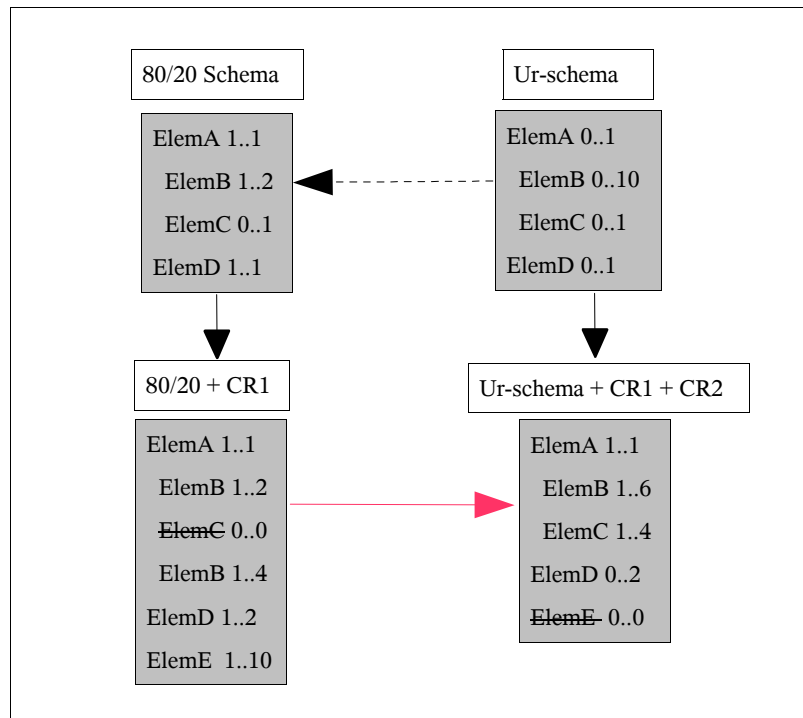 80/20 Schema
ElemA 1..1
ElemB 1..2
ElemC 0..1
ElemD 1..1
Ur-schema
ElemA 0..1
ElemB 0..10
ElemC 0..1
ElemD 0..1
80/20 + CR1
ElemA 1..1
ElemB 1..2
ElemC 0..0
ElemB 1..4
ElemD 1..2
ElemE 1..10
Ur-schema + CR1 + CR2
ElemA 1..1
ElemB 1..6
ElemC 1..4
ElemD 0..2
ElemE 0..0